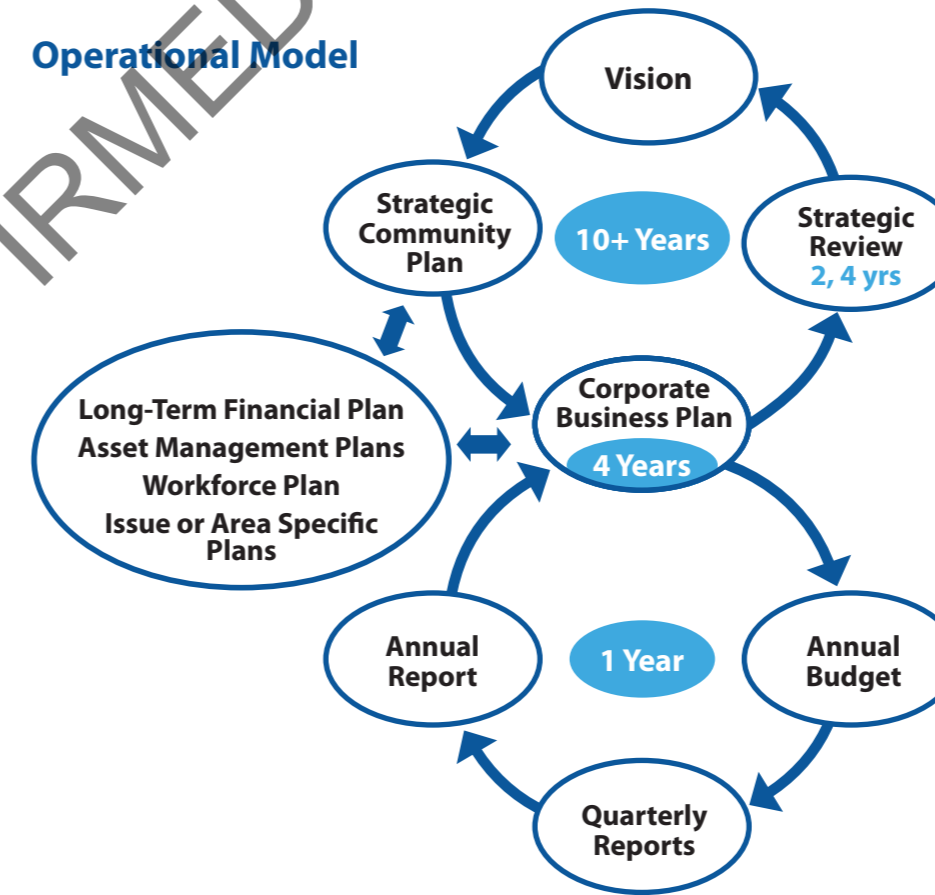 Operational Model
Vision
Strategic
Community
Plan
10+ Years
Strategic
Review
2, 4 yrs
Long-Term Financial Plan
Asset Management Plans
Workforce Plan
Issue or Area Specific
Plans
Corporate
Business Plan
4 Years
Annual
Report
1 Year
Annual
Budget
Quarterly
Reports
IRMED